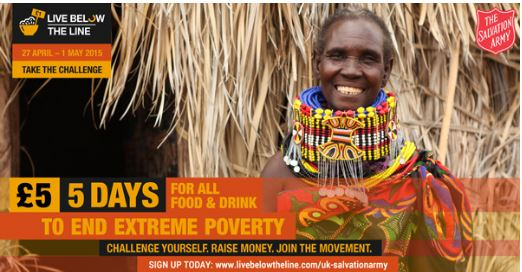 £1
LIVE BELOW
THE LINE
27 APRIL – 1 MAY 2015
TAKE THE CHALLENGE
THE
SALVATION
ARMY
£5 5 DAYS FOR ALL
FOOD & DRINK
TO END EXTREME POVERTY
CHALLENGE YOURSELF. RAISE MONEY. JOIN THE MOVEMENT.
SIGN UP TODAY: www.livebelowtheline.com/uk-salvationarmy